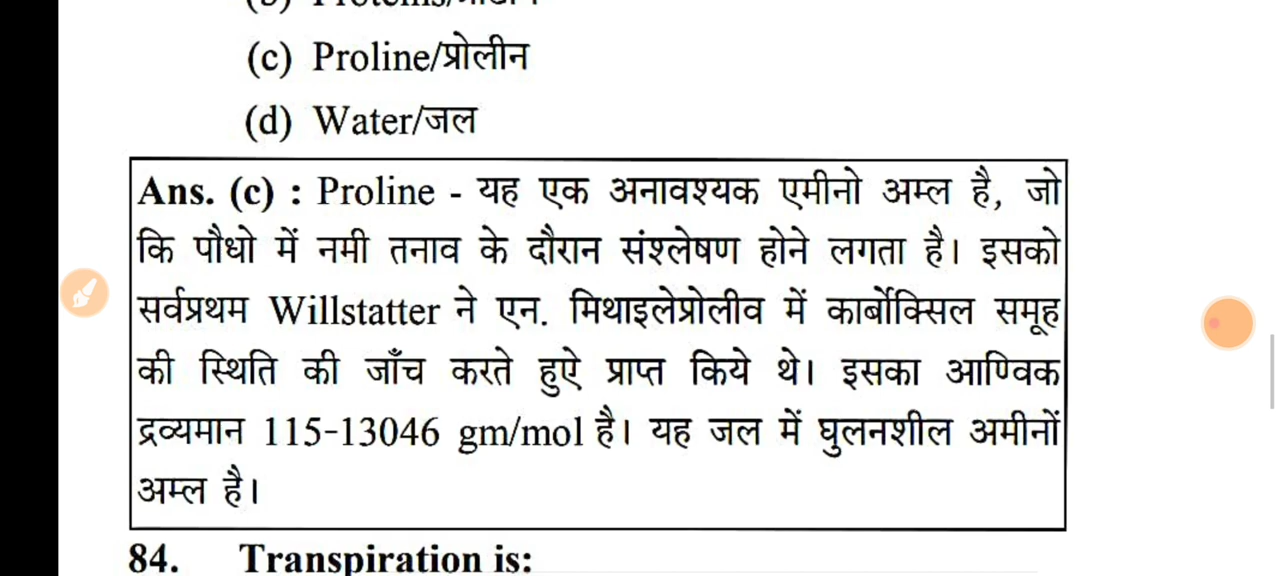 (c) Proline/प्रोलीन
(d) Water/जल
Ans. (c) : Proline - यह एक अनावश्यक एमीनो अम्ल है, जो
कि पौधो में नमी तनाव के दौरान संश्लेषण होने लगता है। इसको
सर्वप्रथम Willstatter ने एन. मिथाइलेप्रोलीव में कार्बोक्सिल समूह
की स्थिति की जाँच करते हुऐ प्राप्त किये थे। इसका आण्विक
द्रव्यमान 115-13046 gm/mol है। यह जल में घुलनशील अमीनों
अम्ल है।
84. Transpiration is: